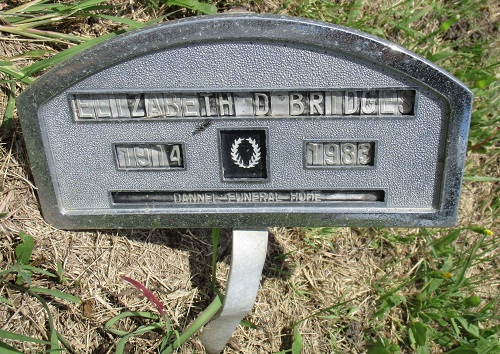 ELIZABETH D BRIDGES
1914 1983
DANNEL FUNERAL HOME